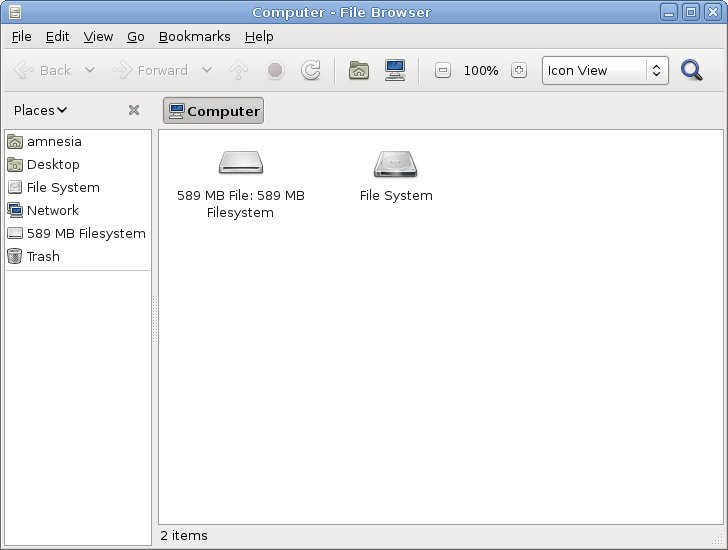 Computer - File Browser
File Edit View Go Bookmarks Help
Back Forward 100% Icon View
Places Computer
amnesia
Desktop
File System
Network
589 MB Filesystem
Trash
589 MB File: 589 MB
Filesystem
File System
2 items